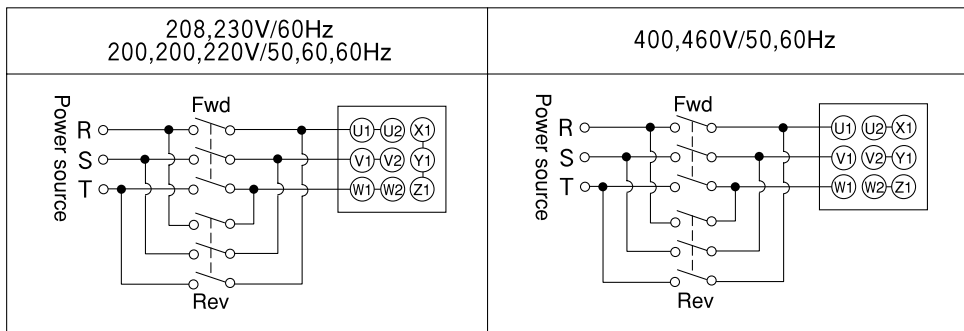 208,230V/60Hz
200,200,220V/50,60,60Hz
400,460V/50,60Hz
Power source
Fwd
R
S
T
U1 U2 X1
V1 V2 Y1
W1 W2 Z1
Rev
Power source
Fwd
R
S
T
U1 U2 X1
V1 V2 Y1
W1 W2 Z1
Rev